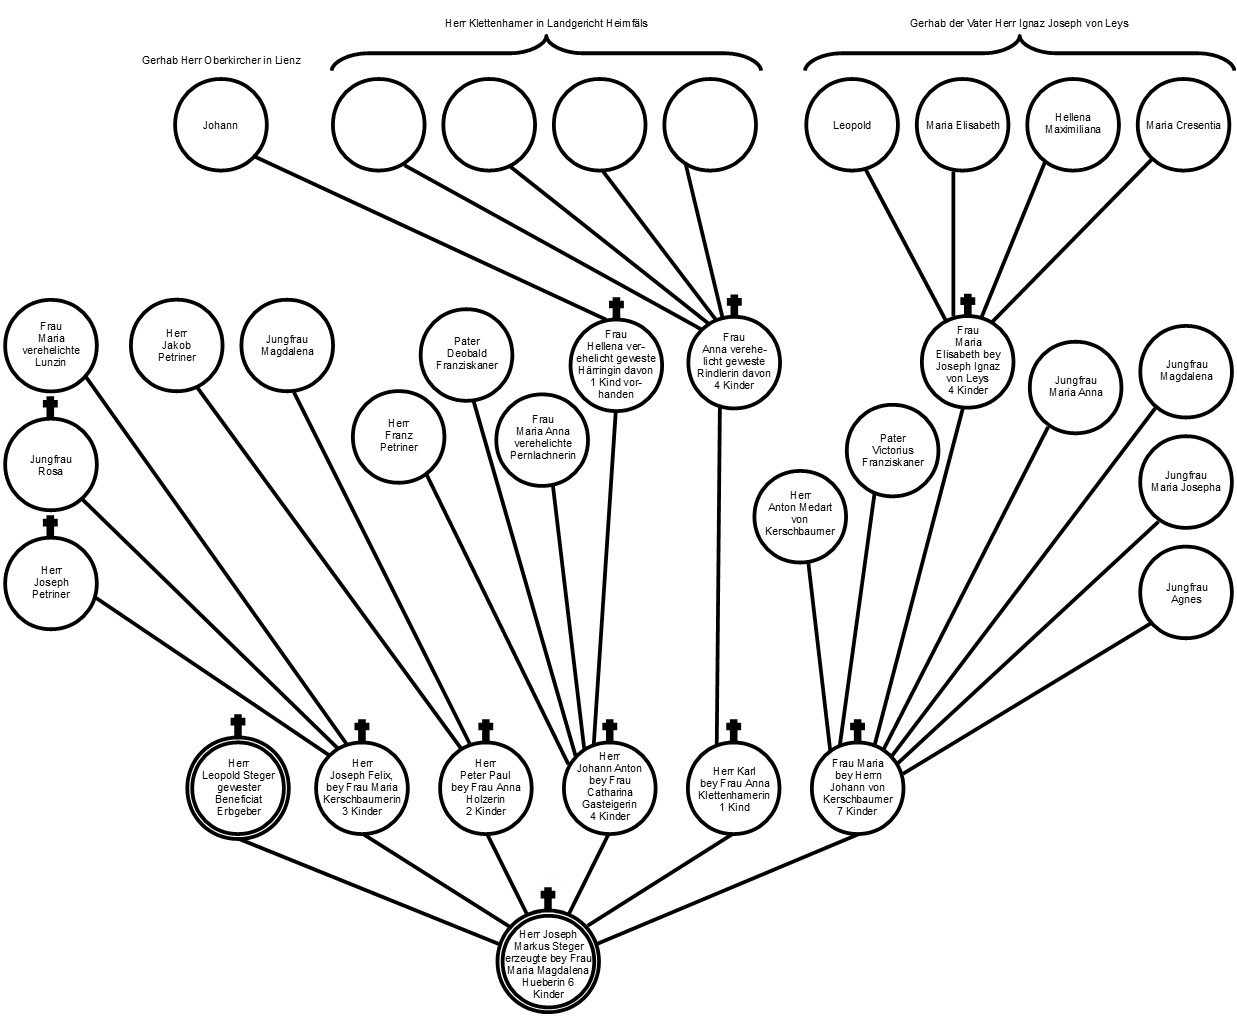 Herr Klettenhamer in Landgericht Heimfäls
Gerhab der Vater Herr Ignaz Joseph von Leys
Gerhab Herr Oberkircher in Lienz
Johann
Leopold
Maria Elisabeth
Hellena
Maximiliana
Maria Cresentia
Frau
Maria
verehelichte
Lunzin
Herr
Jakob
Petriner
Jungfrau
Magdalena
Pater
Deobald
Franziskaner
Frau
Hellena ver-
ehelicht geweste
Härringin davon
1 Kind vor-
handen
Frau
Anna verehe-
licht geweste
Rindlerin davon
4 Kinder
Frau
Maria
Elisabeth bey
Joseph Ignaz
von Leys
4 Kinder
Jungfrau
Maria Anna
Jungfrau
Magdalena
Herr
Franz
Petriner
Frau
Maria Anna
verehelichte
Pernlachnerin
Pater
Victorius
Franziskaner
Jungfrau
Rosa
Jungfrau
Maria Josepha
Herr
Anton Medart
von
Kerschbaumer
Herr
Joseph
Petriner
Jungfrau
Agnes
Herr
Leopold Steger
gewester
Beneficiat
Erbgeber
Herr
Joseph Felix,
bey Frau Maria
Kerschbaumerin
3 Kinder
Herr
Peter Paul
bey Frau Anna
Holzerin
2 Kinder
Herr
Johann Anton
bey Frau
Catharina
Gasteigerin
4 Kinder
Herr Karl
bey Frau Anna
Klettenhamerin
1 Kind
Frau Maria
bey Herrn
Johann von
Kerschbaumer
7 Kinder
Herr Joseph
Markus Steger
erzeugte bey Frau
Maria Magdalena
Hueberin 6
Kinder